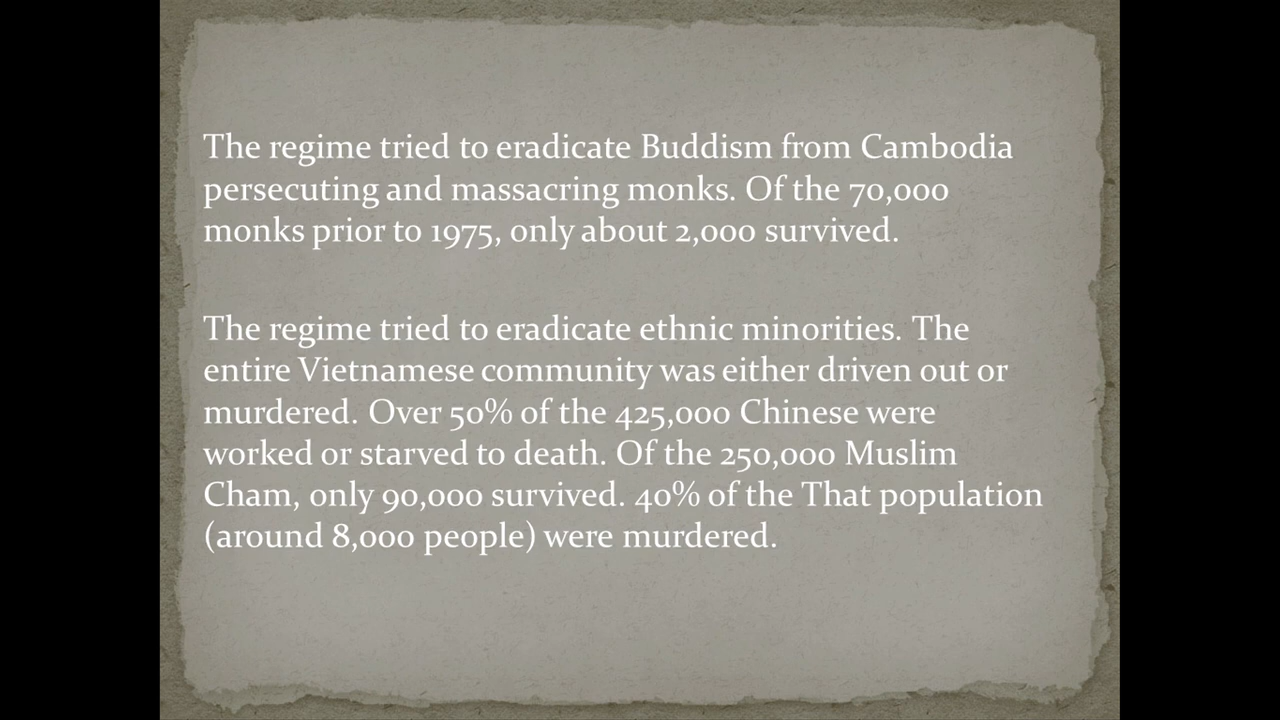 The regime tried to eradicate Buddism from Cambodia
persecuting and massacring monks. Of the 70,000
monks prior to 1975, only about 2,000 survived.
The regime tried to eradicate ethnic minorities. The
entire Vietnamese community was either driven out or
murdered. Over 50% of the 425,000 Chinese were
worked or starved to death. Of the 250,000 Muslim
Cham, only 90,000 survived. 40% of the That population
(around 8,000 people) were murdered.